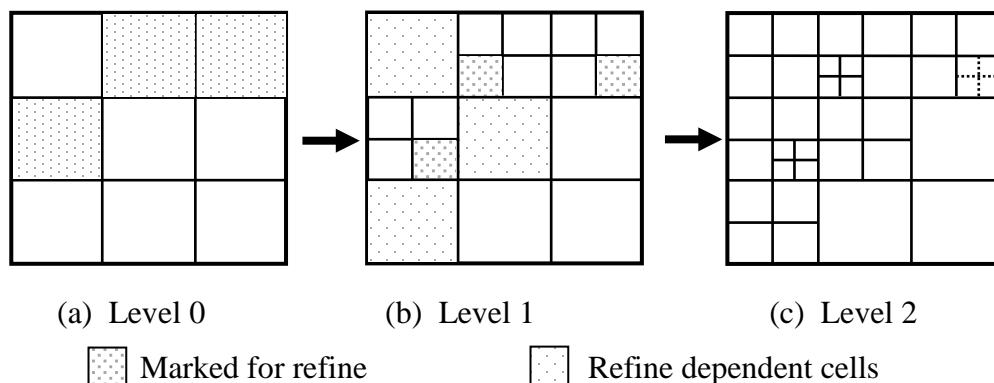 (a) Level 0
(b) Level 1
(c) Level 2
Marked for refine
Refine dependent cells